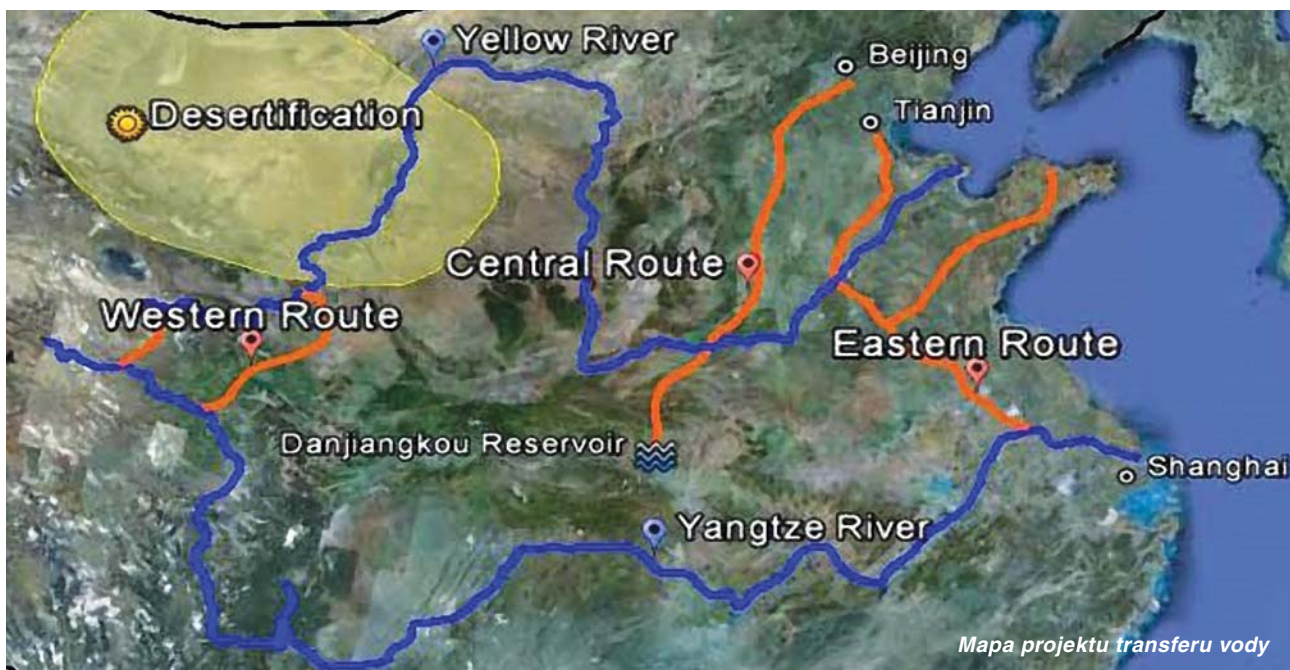 Yellow River
Beijing
Desertification
Tianjin
Central Route
Western Route
Eastern Route
Danjiangkou Reservoir
Shanghai
Yangtze River
Mapa projektu transferu vody